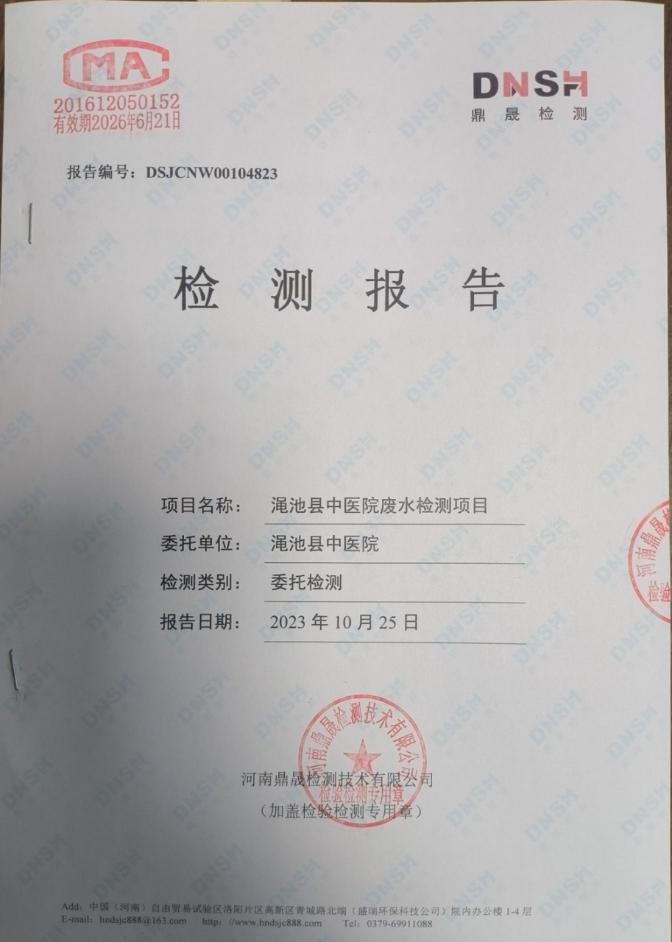 MA
201612050152
有效期2026年6月21日
DNSH
鼎晟检测
报告编号：DSJCNW00104823
检测报告
项目名称：渑池县中医院废水检测项目
委托单位：渑池县中医院
检测类别：委托检测
报告日期：2023 年 10 月 25 日
河南鼎晟检测技术有限公司
检验检测专用章
河南鼎晟检测技术有限公司
（加盖检验检测专用章）
河南鼎晟检
检验
Add：中国（河南）自由贸易试验区洛阳片区高新区青城路北端（盛瑞环保科技公司）院内办公楼 1-4 层
E-mail：hndsjc888@163.com http：//www.hndsjc888.com Tel：0379-69911088